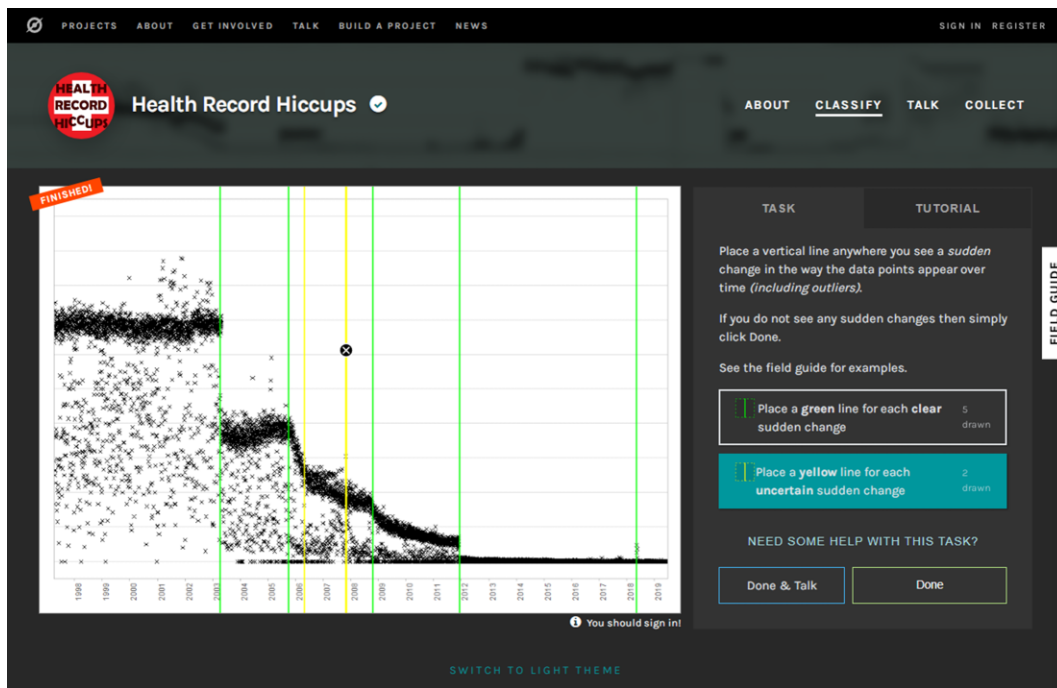 PROJECTS ABOUT GET INVOLVED TALK BUILD A PROJECT NEWS SIGN IN REGISTER
HEALTH
RECORD
HICCUPS
Health Record Hiccups
ABOUT CLASSIFY TALK COLLECT
FINISHED!
1998 1999 2000 2001 2002 2003 2004 2005 2006 2007 2008 2009 2010 2011 2012 2013 2014 2015 2016 2017 2018 2019
You should sign in!
TASK TUTORIAL
Place a vertical line anywhere you see a sudden
change in the way the data points appear over
time (including outliers).
If you do not see any sudden changes then simply
click Done.
See the field guide for examples.
Place a green line for each clear
sudden change
5
drawn
Place a yellow line for each
uncertain sudden change
2
drawn
NEED SOME HELP WITH THIS TASK?
Done & Talk Done
FIELD GUIDE
SWITCH TO LIGHT THEME